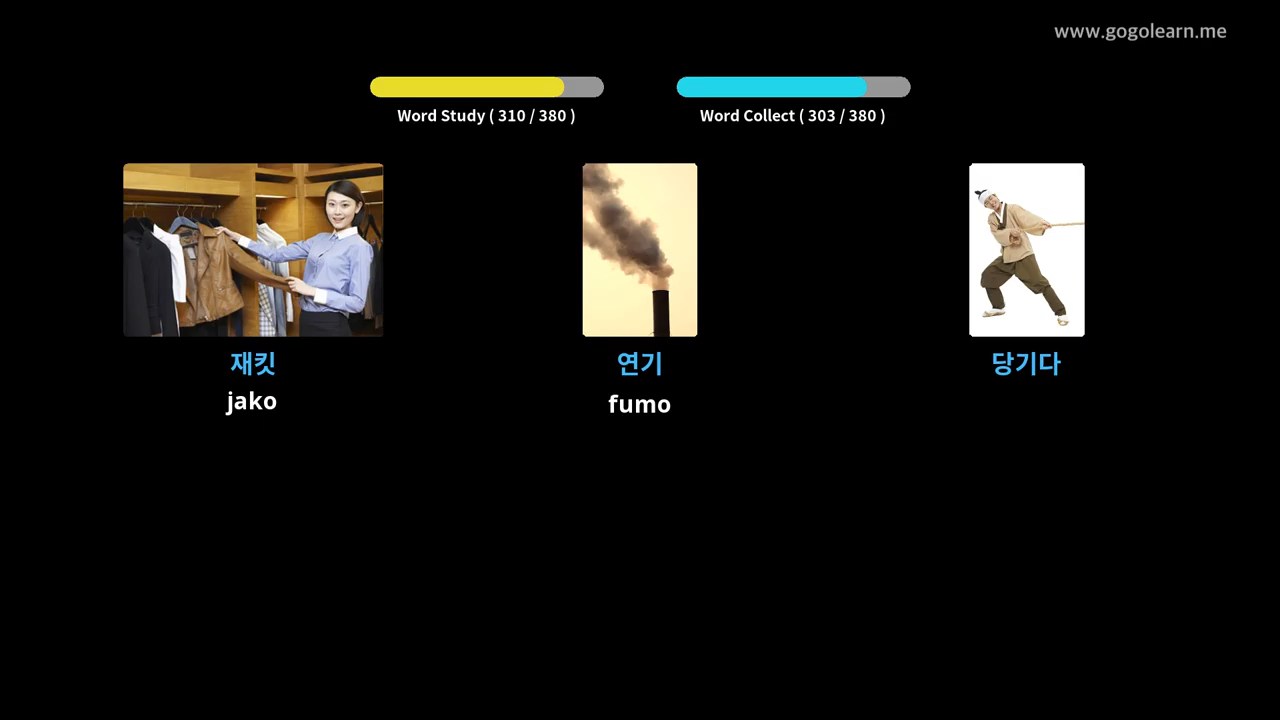 www.gogolearn.me
Word Study ( 310 / 380 )
Word Collect ( 303 / 380 )
재킷
연기
당기다
jako
fumo